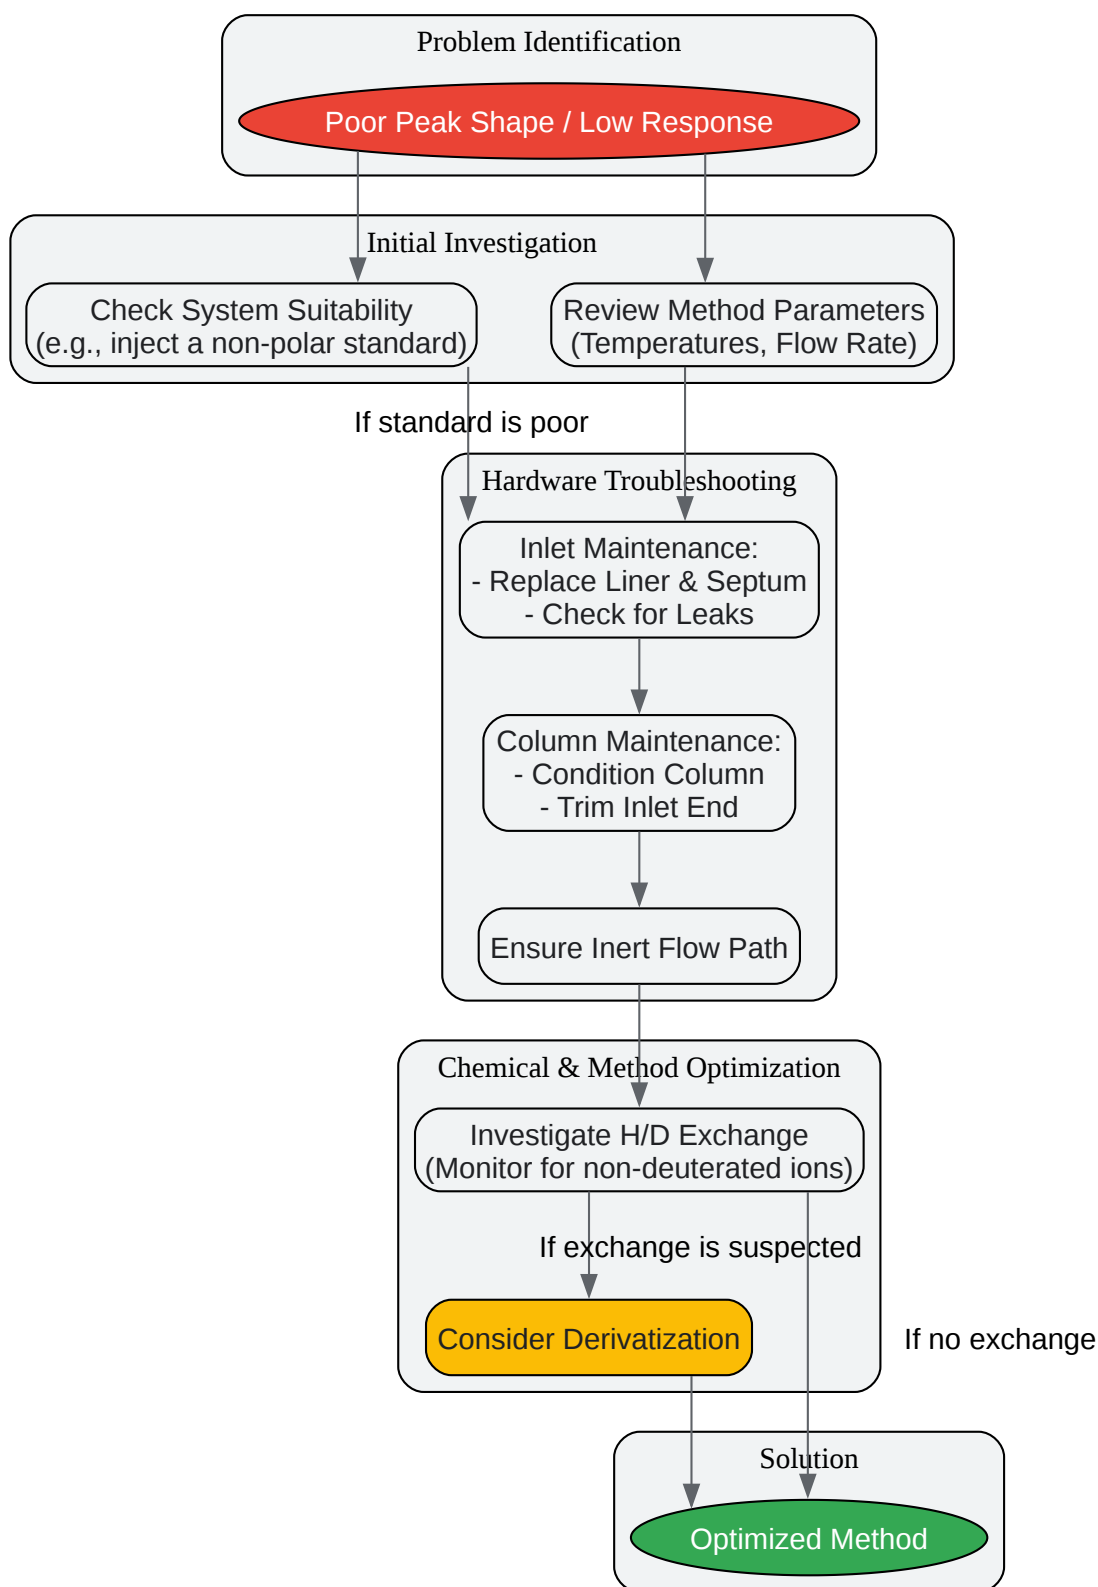 Problem Identification
Poor Peak Shape / Low Response
Initial Investigation
Check System Suitability
(e.g., inject a non-polar standard)
Review Method Parameters
(Temperatures, Flow Rate)
If standard is poor
Hardware Troubleshooting
Inlet Maintenance:
- Replace Liner & Septum
- Check for Leaks
Column Maintenance:
- Condition Column
- Trim Inlet End
Ensure Inert Flow Path
Chemical & Method Optimization
Investigate H/D Exchange
(Monitor for non-deuterated ions)
If exchange is suspected
Consider Derivatization
If no exchange
Solution
Optimized Method